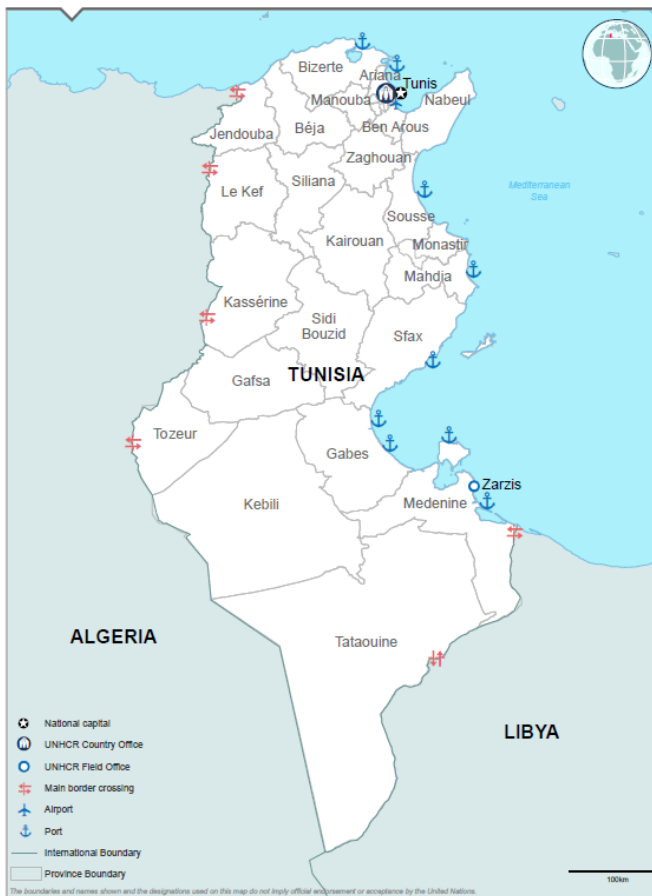 Bizerte
Ariana
Tunis
Manouba
Nabeul
Jendouba
Béja
Ben Arous
Zaghouan
Le Kef
Siliana
Mediterranean
Sea
Sousse
Kairouan
Monastir
Mahdia
Kassérine
Sidi
Bouzid
Sfax
TUNISIA
Gafsa
Tozeur
Gabes
Zarzis
Kebili
Medenine
ALGERIA
Tataouine
LIBYA
National capital
UNHCR Country Office
UNHCR Field Office
Main border crossing
Airport
Port
International Boundary
Province Boundary
100km
The boundaries and names shown and the designations used on this map do not imply official endorsement or acceptance by the United Nations.